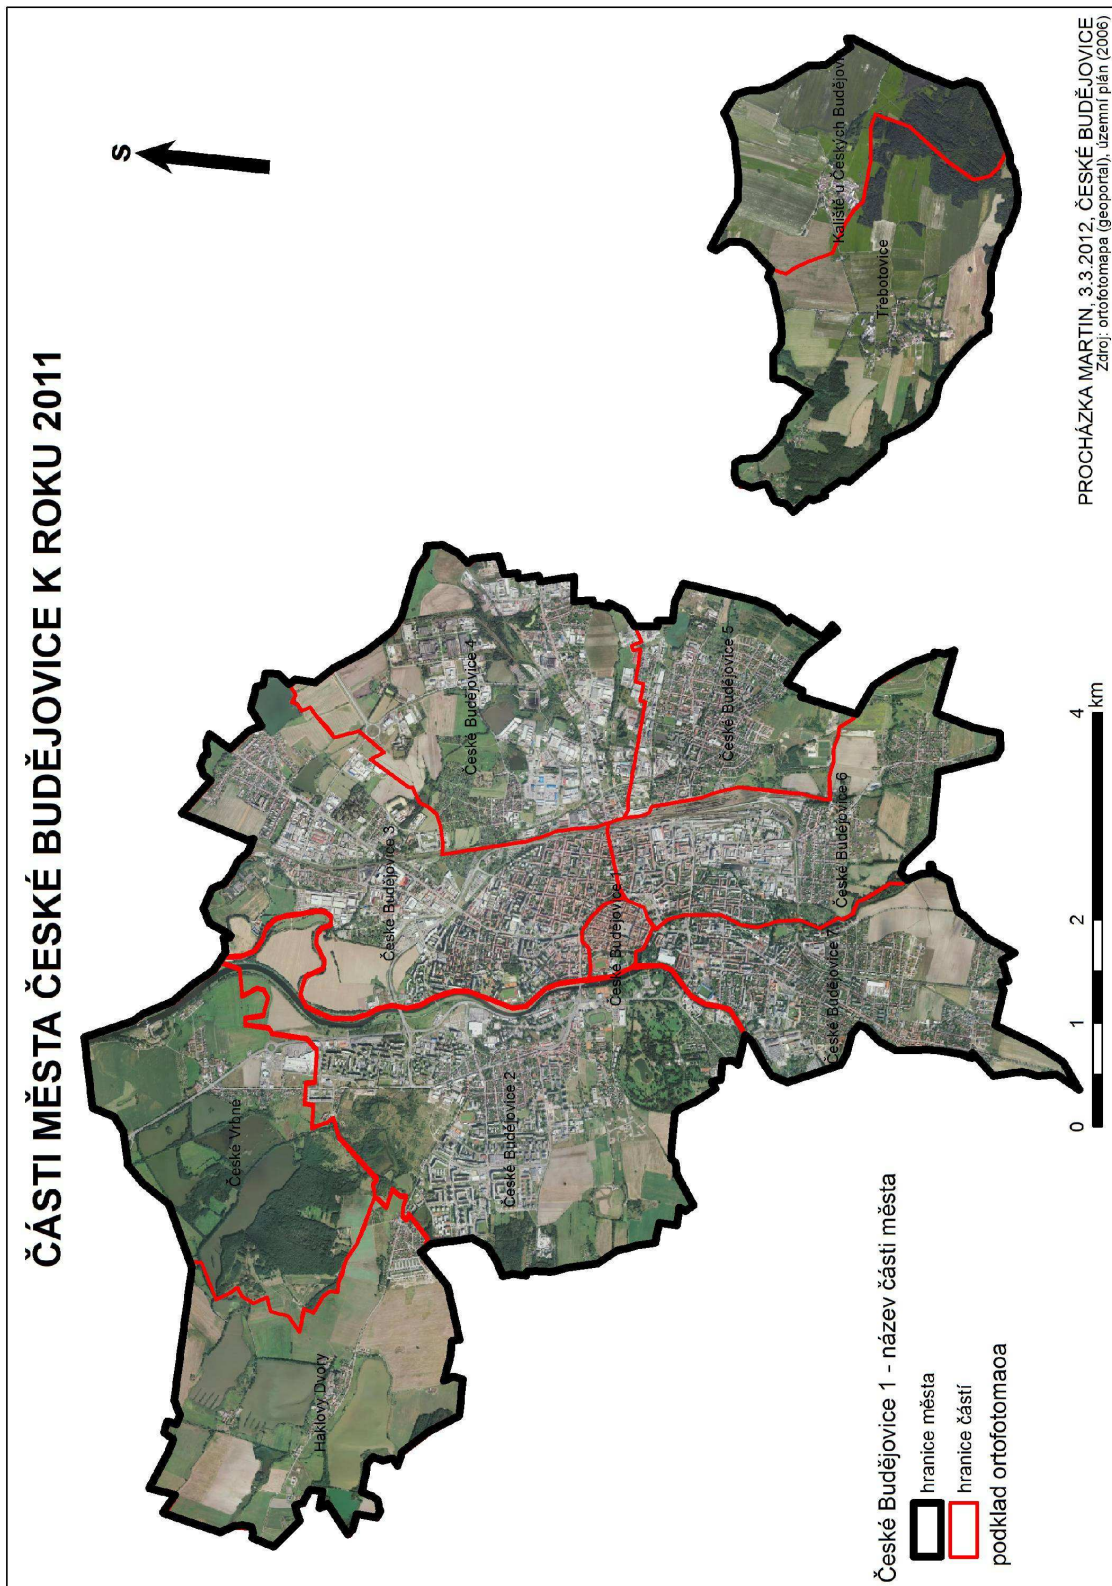 ČÁSTI MĚSTA ČESKÉ BUDĚJOVICE K ROKU 2011
S
České Vrbné
Haklovy Dvory
České Budějovice 3
České Budějovice 4
České Budějovice 2
České Budějovice 1
České Budějovice 5
České Budějovice 7
České Budějovice 6
Kaliště u Českých Budějovi
Třebotovice
České Budějovice 1 - název části města
hranice města
hranice částí
podklad ortofotomaoa
0 1 2 4 km
PROCHÁZKA MARTIN, 3.3.2012, ČESKÉ BUDĚJOVICE
Zdroj: ortofotomapa (geoportal), územní plán (2006)